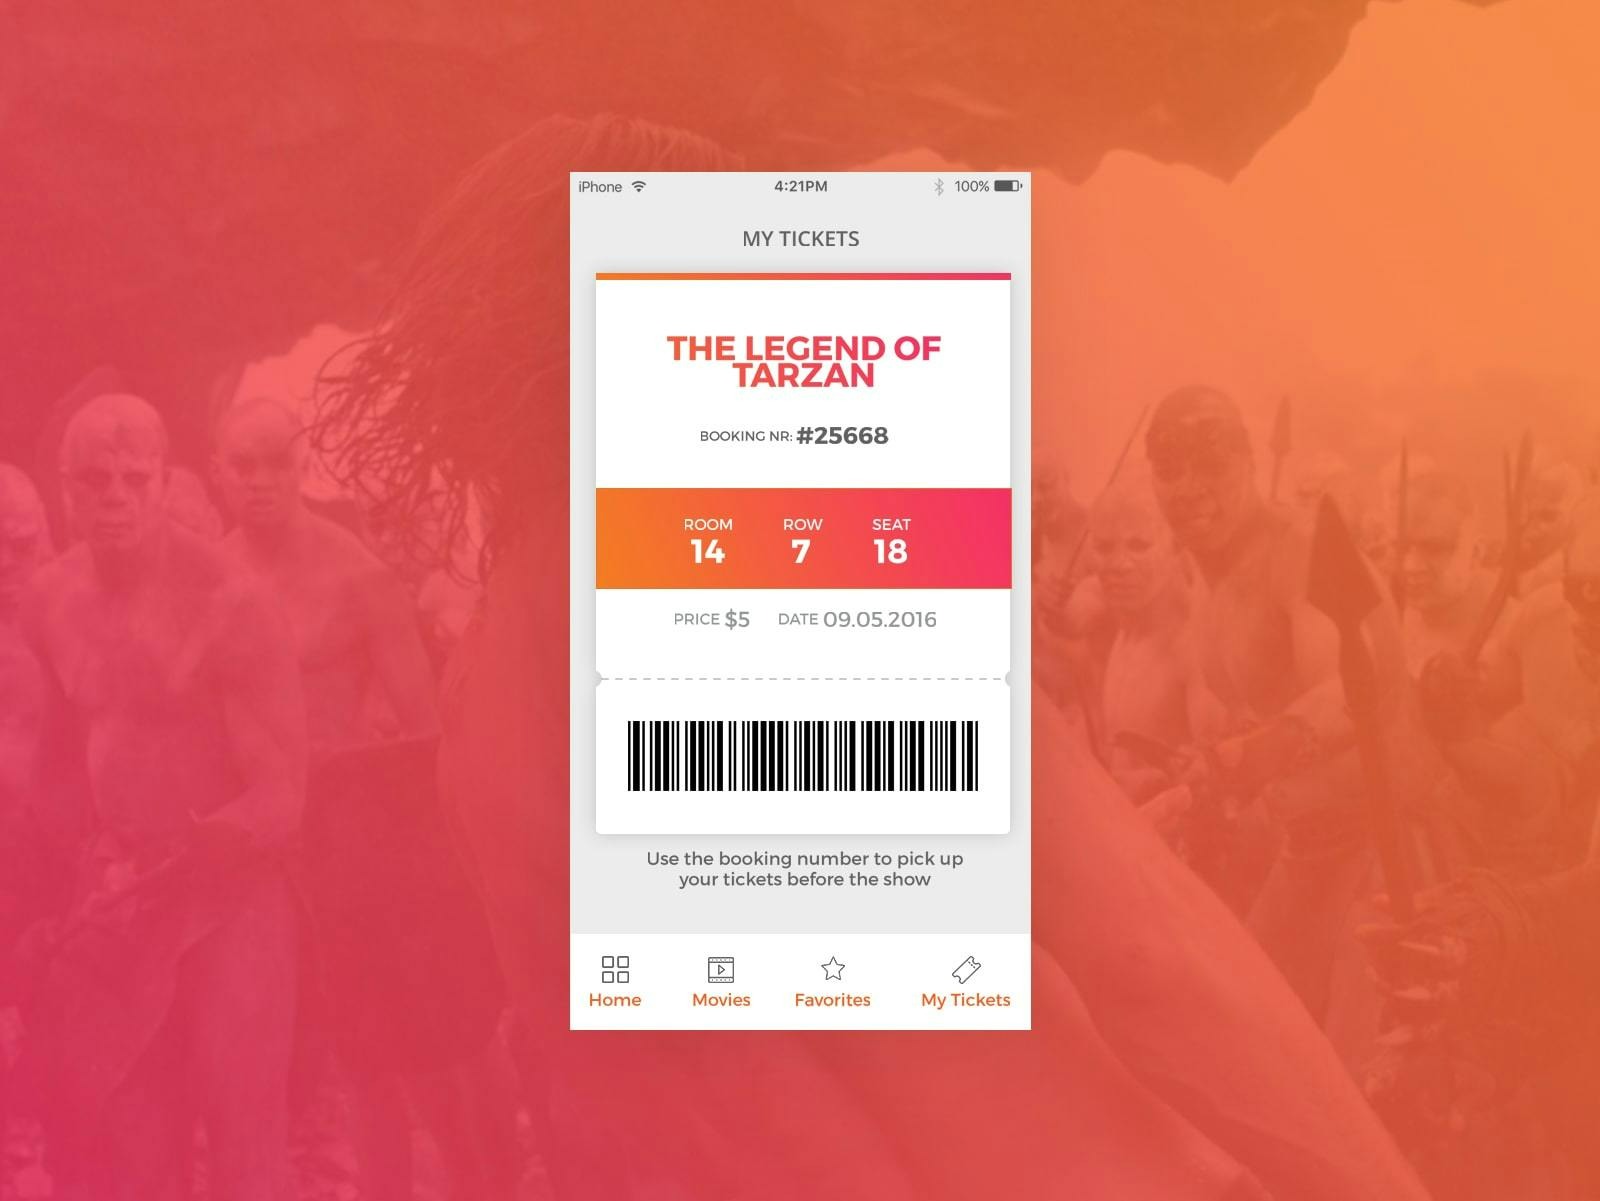 iPhone 4:21PM 100%
MY TICKETS
THE LEGEND OF
TARZAN
BOOKING NR: #25668
ROOM ROW SEAT
14 7 18
PRICE $5 DATE 09.05.2016
Use the booking number to pick up
your tickets before the show
Home Movies Favorites My Tickets